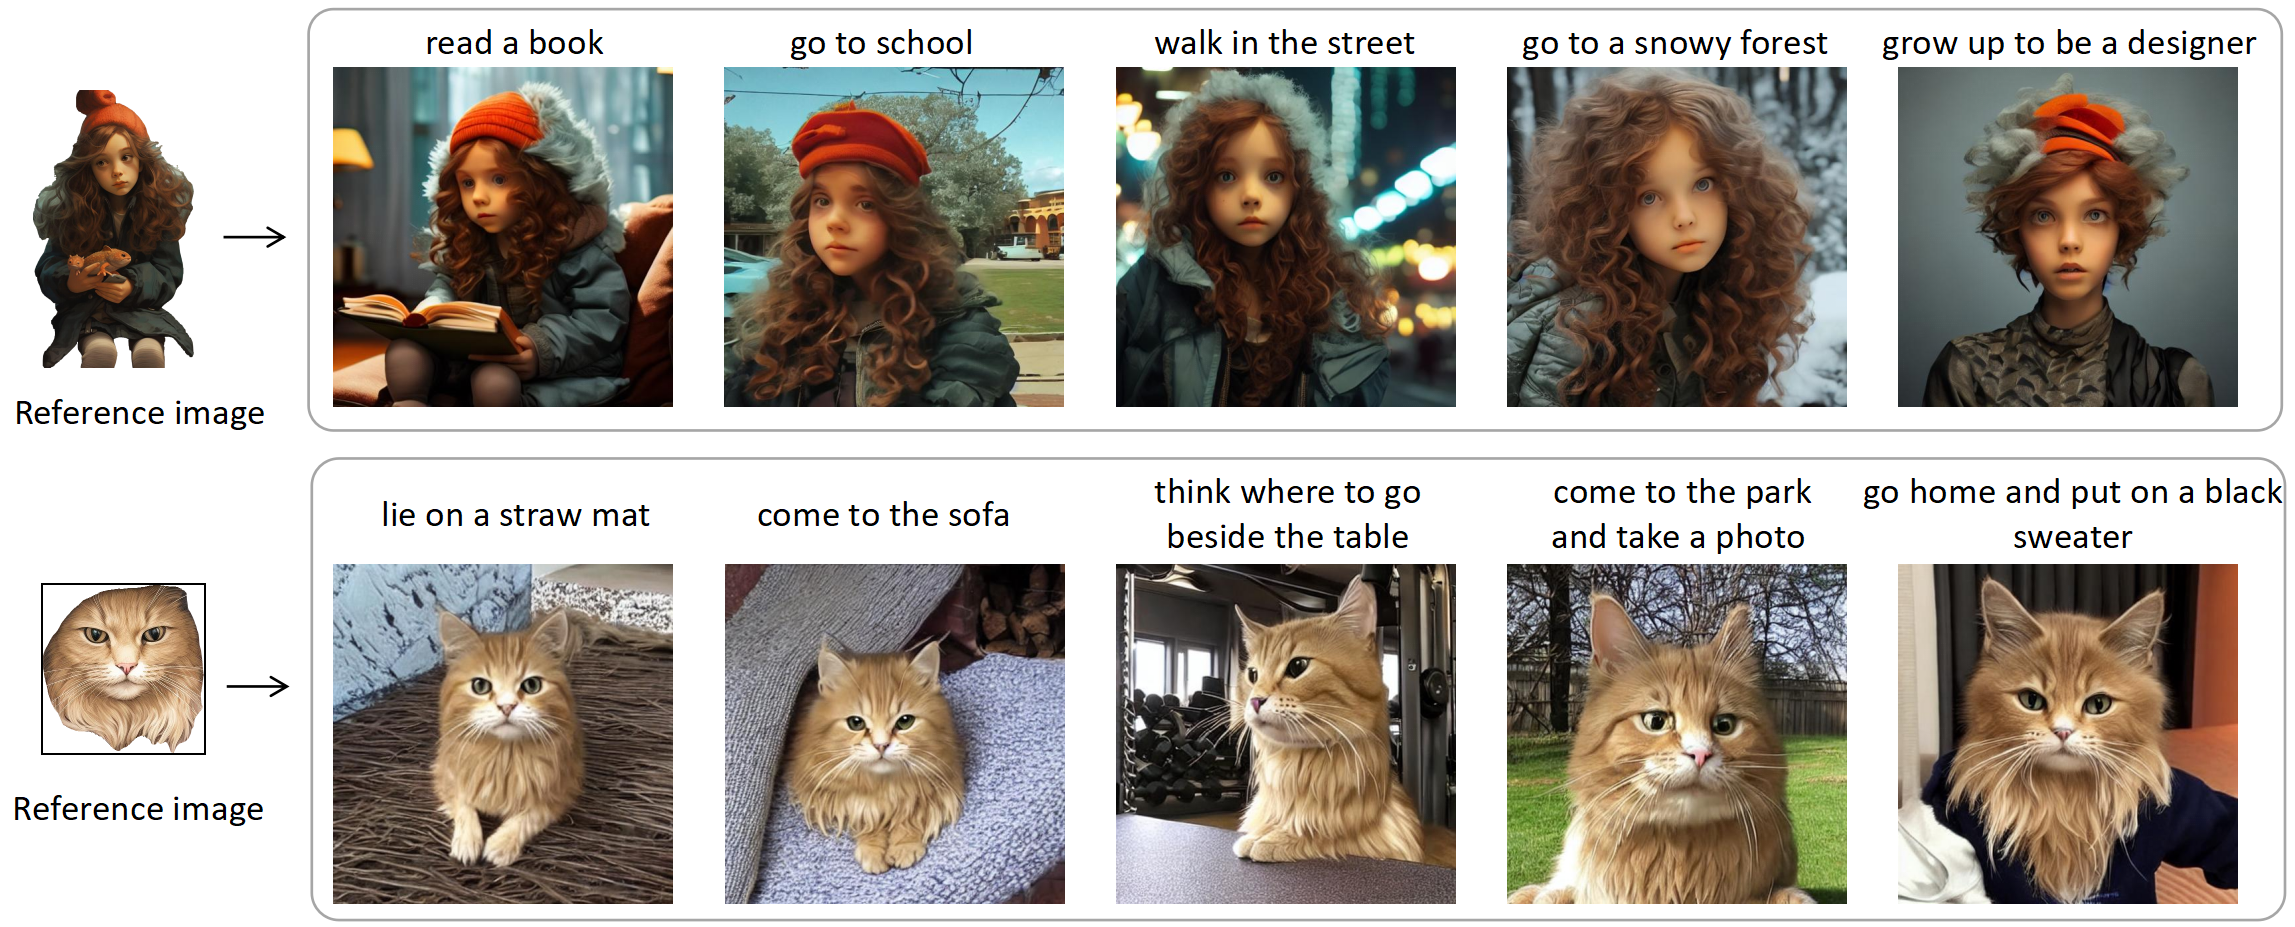 read a book
go to school
walk in the street
go to a snowy forest
grow up to be a designer
Reference image
lie on a straw mat
come to the sofa
think where to go
beside the table
come to the park
and take a photo
go home and put on a black
sweater
Reference image